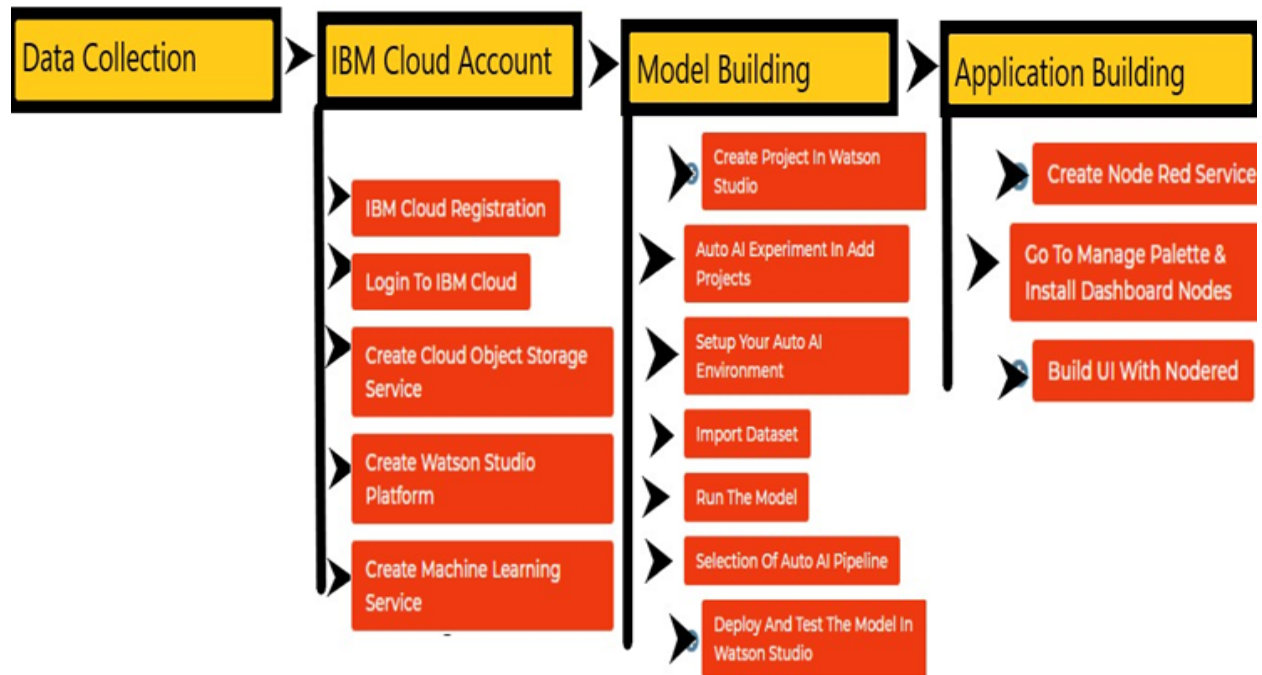 Data Collection
IBM Cloud Account
Model Building
Application Building
IBM Cloud Registration
Login To IBM Cloud
Create Cloud Object Storage
Service
Create Watson Studio
Platform
Create Machine Learning
Service
Create Project In Watson
Studio
Auto AI Experiment In Add
Projects
Setup Your Auto AI
Environment
Import Dataset
Run The Model
Selection Of Auto AI Pipeline
Deploy And Test The Model In
Watson Studio
Create Node Red Service
Go To Manage Palette &
Install Dashboard Nodes
Build UI With Nodered